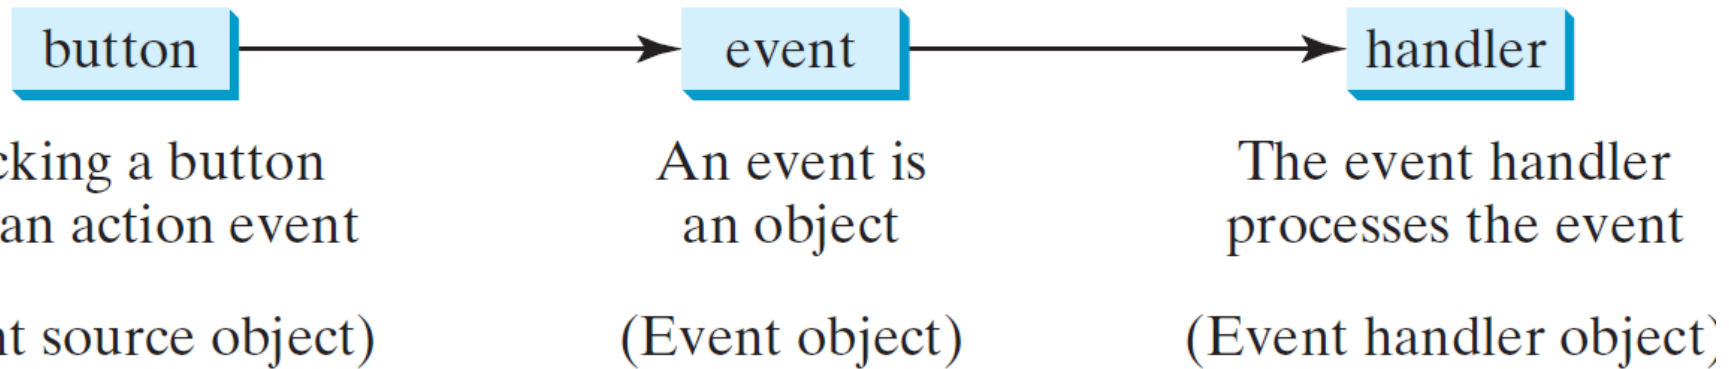 button
event
handler
cking a button
an action event
An event is
an object
The event handler
processes the event
nt source object)
(Event object)
(Event handler object)